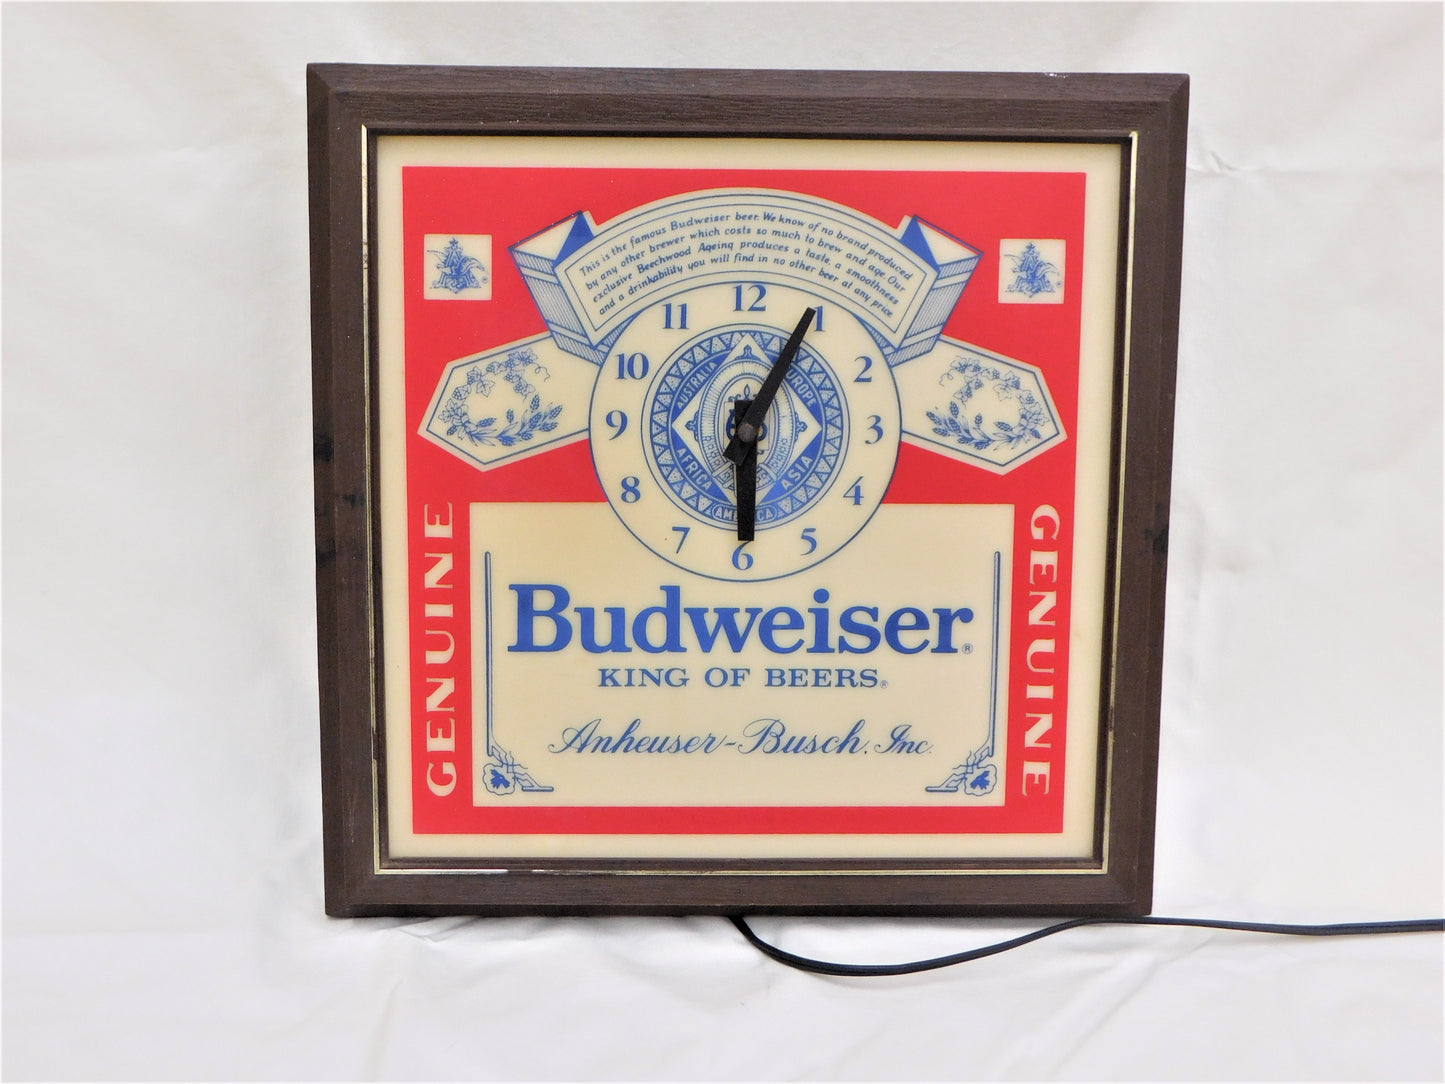 This is the famous Budweiser beer. We know of no brand produced
by any other brewer which costs so much to brew and age. Our
exclusive Beechwood Ageing produces a taste, a smoothness
and a drinkability you will find in no other beer at any price.
12
11
1
10
2
9
3
8
4
7
5
6
AUSTRALIA
EUROPE
AFRICA
ASIA
AMERICA
GENUINE
GENUINE
Budweiser®
KING OF BEERS®
Anheuser-Busch, Inc.